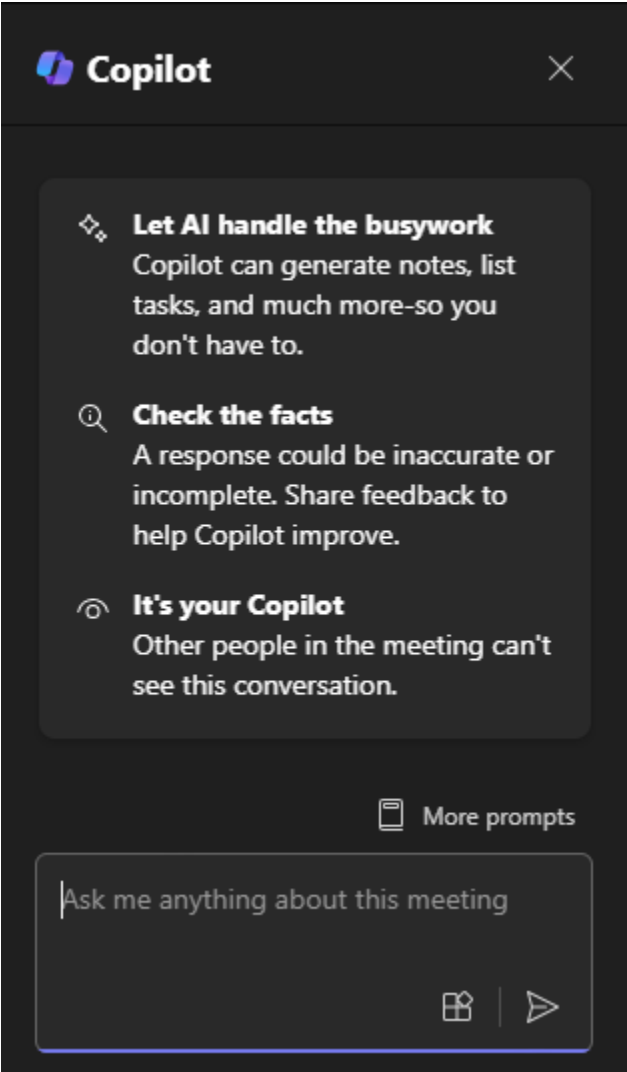 Copilot
Let AI handle the busywork
Copilot can generate notes, list
tasks, and much more-so you
don't have to.
Check the facts
A response could be inaccurate or
incomplete. Share feedback to
help Copilot improve.
It's your Copilot
Other people in the meeting can't
see this conversation.
More prompts
Ask me anything about this meeting